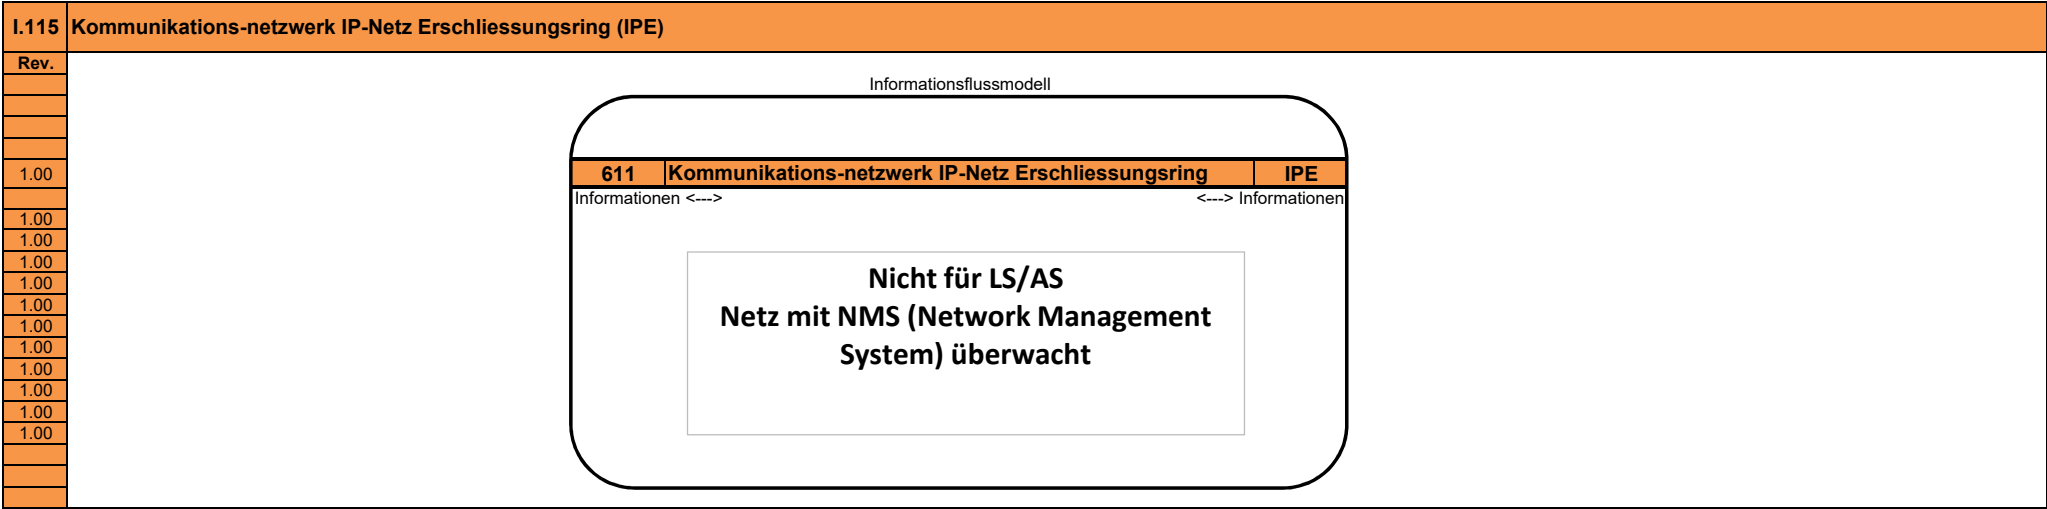 I.115 Kommunikations-netzwerk IP-Netz Erschliessungsring (IPE)
Rev.
Informationsflussmodell
1.00 611 Kommunikations-netzwerk IP-Netz Erschliessungsring IPE
Informationen <---> <---> Informationen
1.00
1.00
1.00
Nicht für LS/AS
1.00
1.00
Netz mit NMS (Network Management
1.00
1.00
System) überwacht
1.00
1.00
1.00
1.00